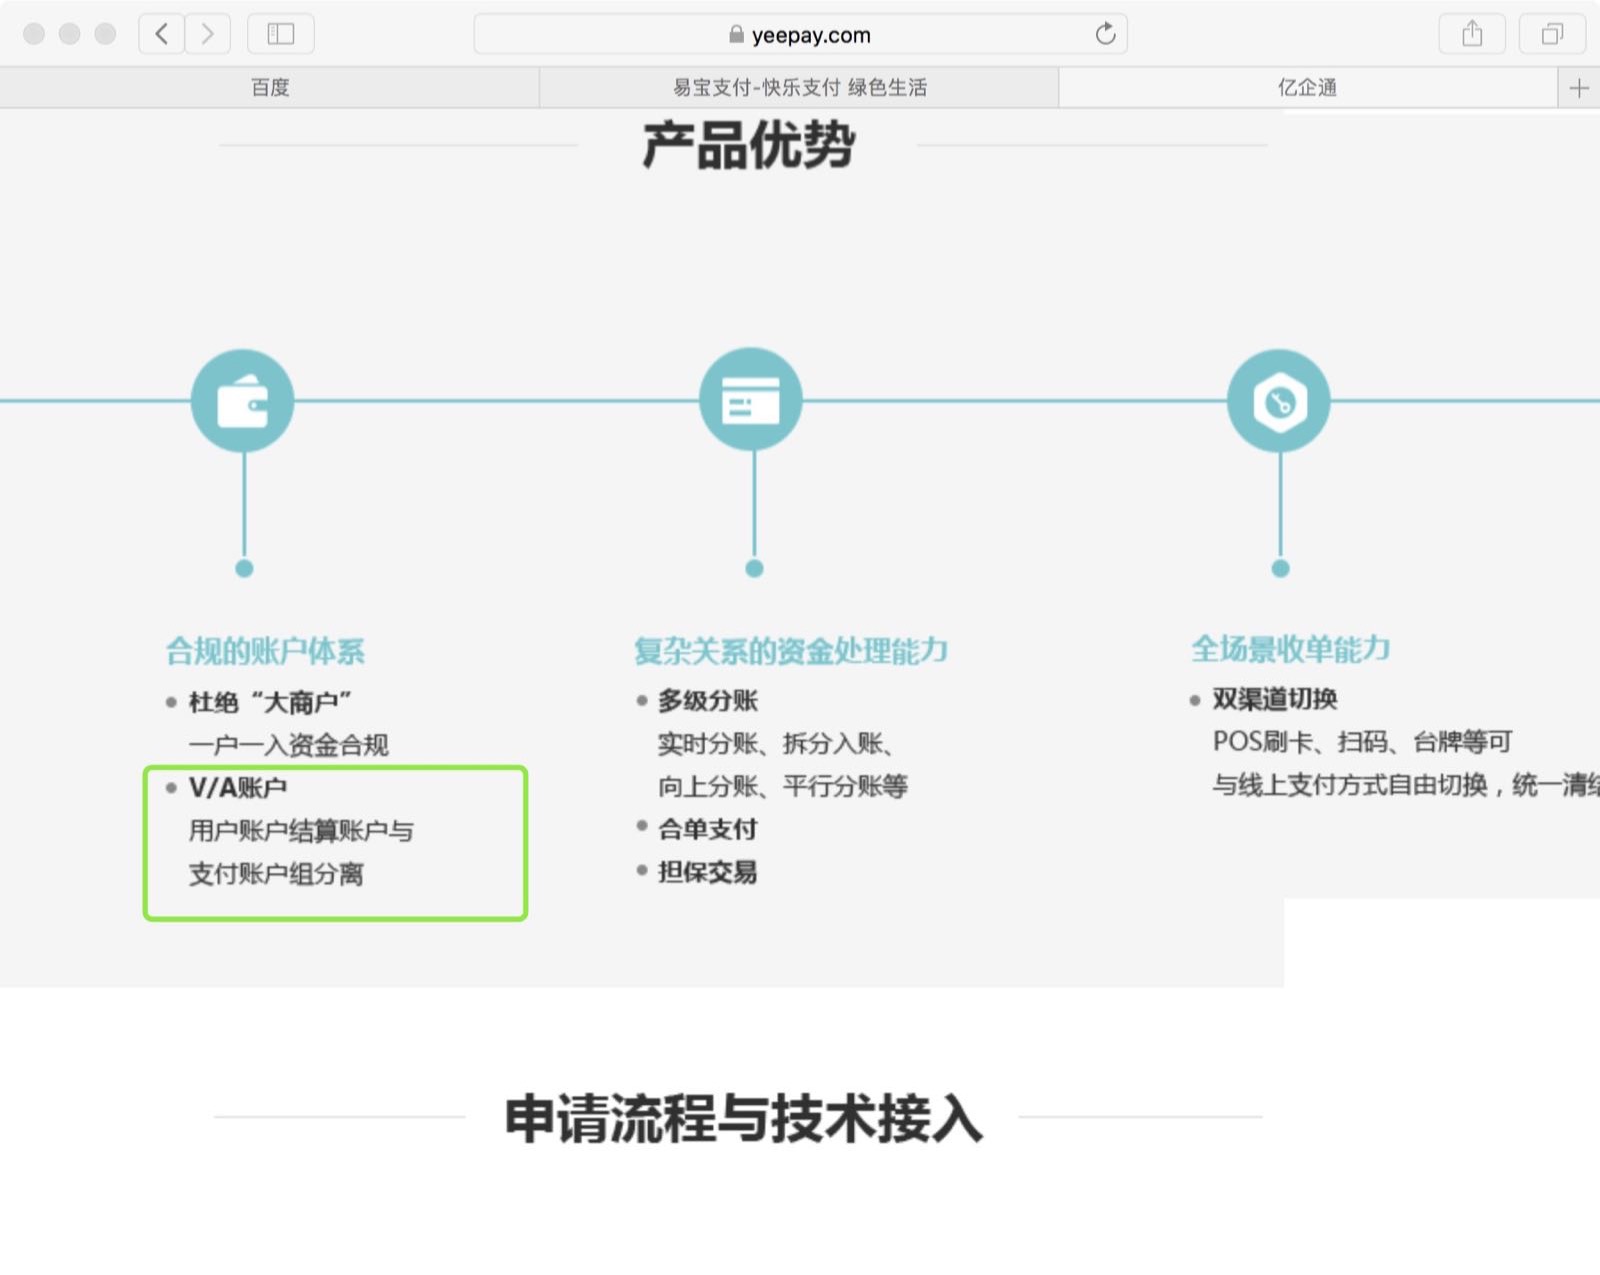 yeepay.com
百度
易宝支付-快乐支付 绿色生活
亿企通
产品优势
合规的账户体系
杜绝“大商户”
一户一入资金合规
V/A账户
用户账户结算账户与
支付账户组分离
复杂关系的资金处理能力
多级分账
实时分账、拆分入账、
向上分账、平行分账等
合单支付
担保交易
全场景收单能力
双渠道切换
POS刷卡、扫码、台牌等可
与线上支付方式自由切换，统一清结
申请流程与技术接入